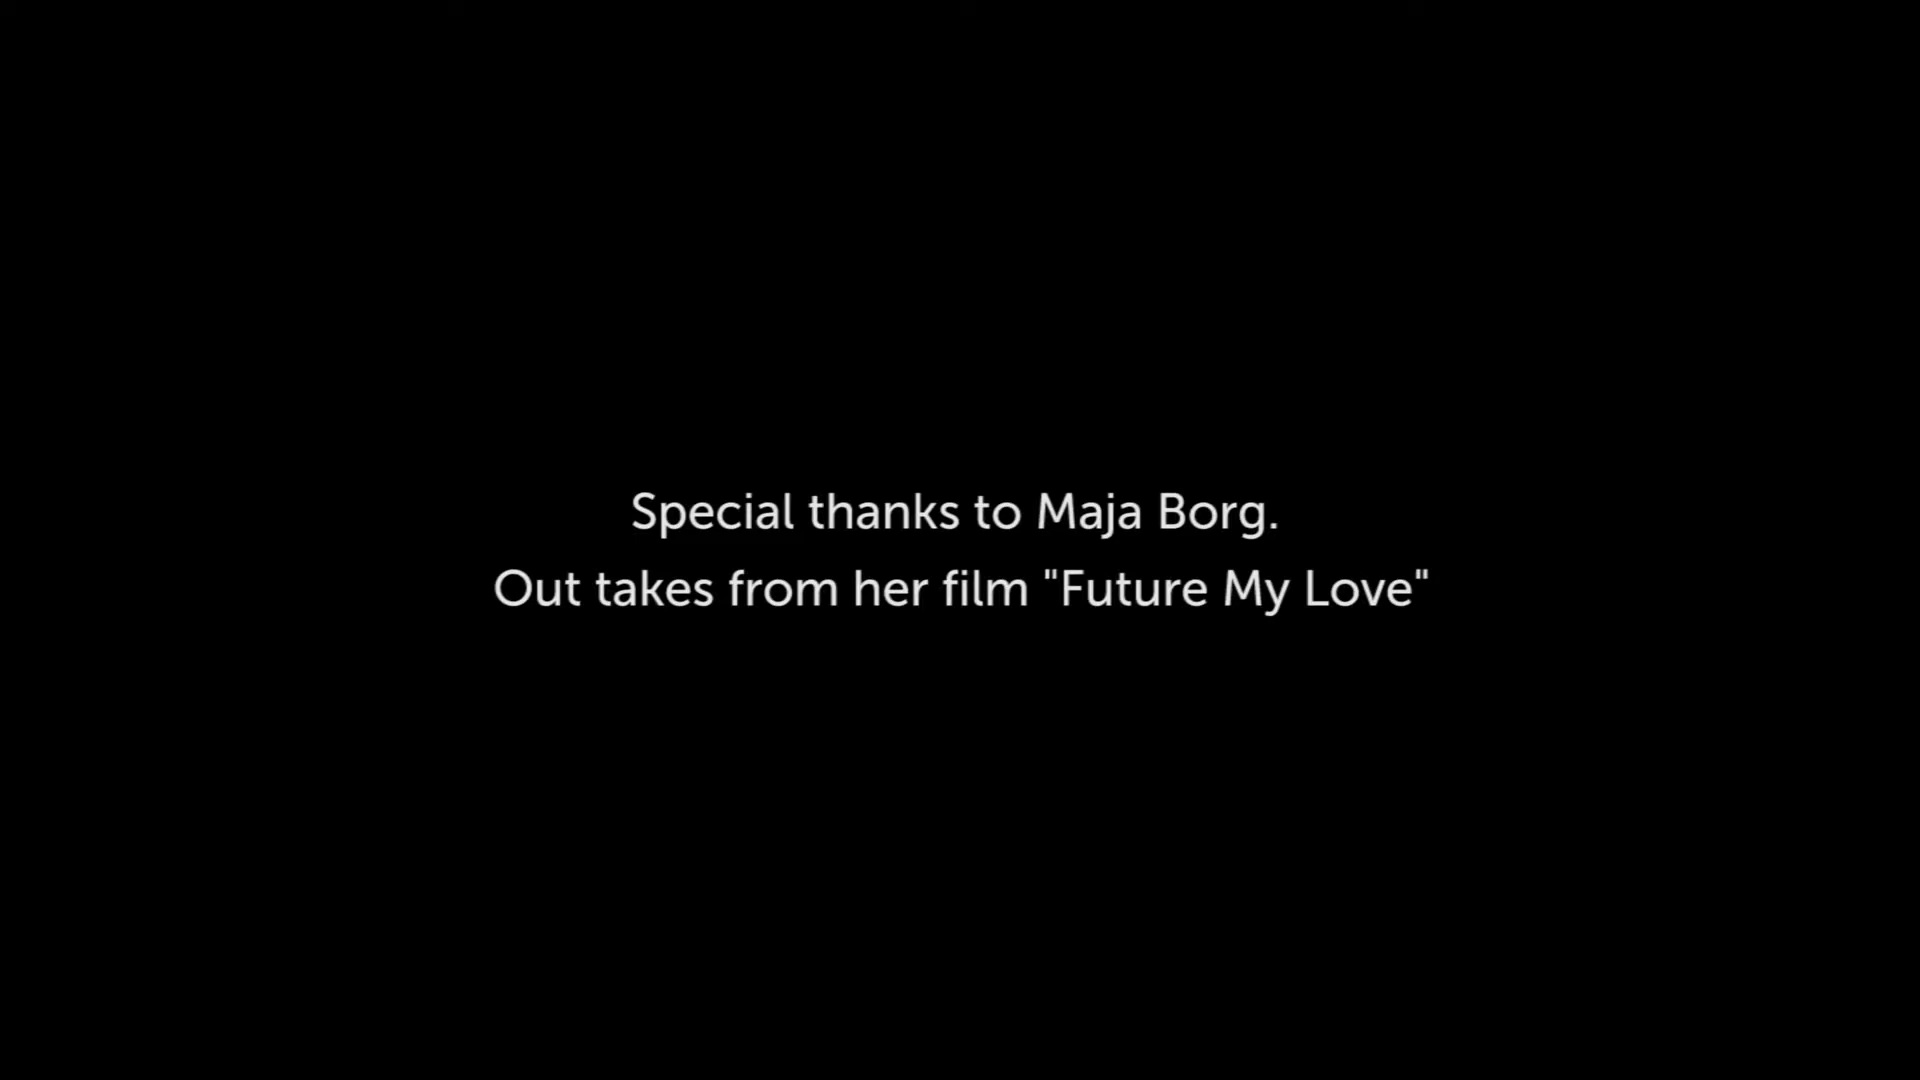 Special thanks to Maja Borg.
Out takes from her film "Future My Love"